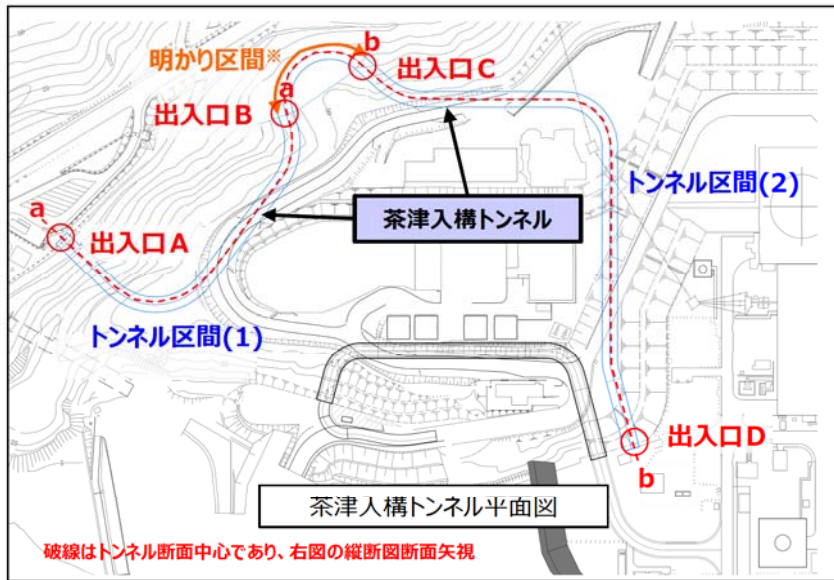 b
明かり区間※
出入口C
a
出入口B
トンネル区間(2)
茶津入構トンネル
a
出入口A
トンネル区間(1)
出入口D
b
茶津入構トンネル平面図
破線はトンネル断面中心であり、右図の縦断図断面矢視